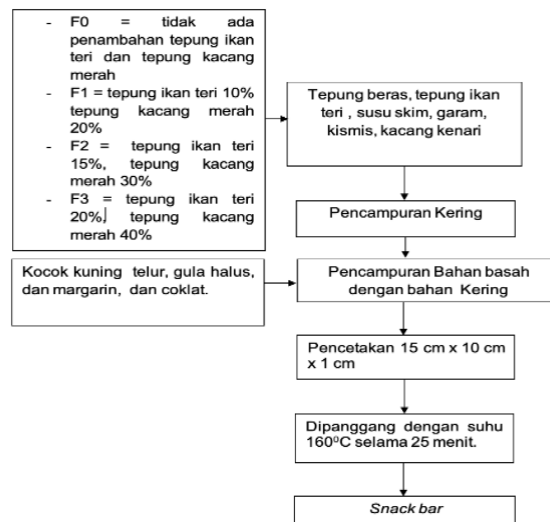 - F0 = tidak ada
penambahan tepung ikan
teri dan tepung kacang
merah
- F1 = tepung ikan teri 10%
tepung kacang merah
20%
- F2 = tepung ikan teri
15%, tepung kacang
merah 30%
- F3 = tepung ikan teri
20%, tepung kacang
merah 40%
Tepung beras, tepung ikan
teri , susu skim, garam,
kismis, kacang kenari
Pencampuran Kering
Kocok kuning telur, gula halus,
dan margarin, dan coklat.
Pencampuran Bahan basah
dengan bahan Kering
Pencetakan 15 cm x 10 cm
x 1 cm
Dipanggang dengan suhu
160⁰C selama 25 menit.
Snack bar